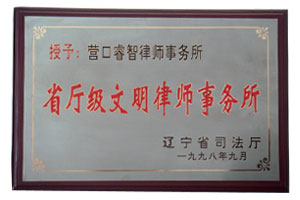 授予：营口睿智律师事务所
省厅级文明律师事务所
辽宁省司法厅
一九九八年九月